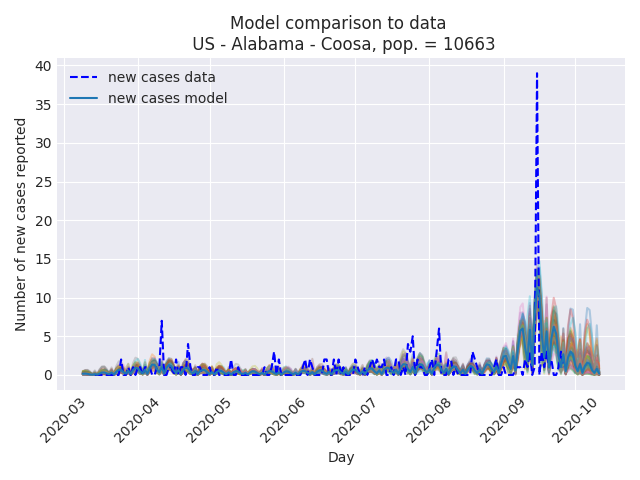 Model comparison to data
US - Alabama - Coosa, pop. = 10663
new cases data
new cases model
Number of new cases reported
40
35
30
25
20
15
10
5
0
2020-03
2020-04
2020-05
2020-06
2020-07
2020-08
2020-09
2020-10
Day